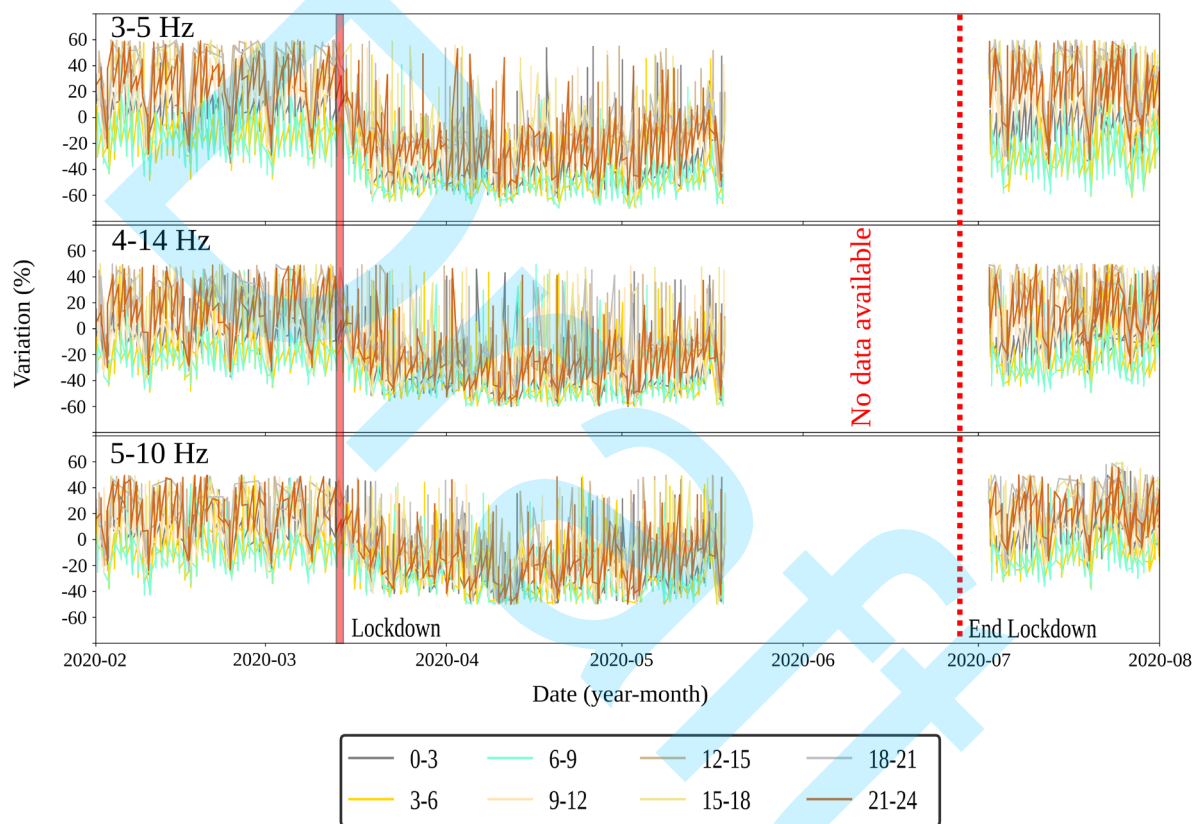 3-5 Hz
60
40
20
0
-20
-40
-60
4-14 Hz
60
40
20
0
-20
-40
-60
5-10 Hz
60
40
20
0
-20
-40
-60
Variation (%)
No data available
Lockdown
End Lockdown
2020-02 2020-03 2020-04 2020-05 2020-06 2020-07 2020-08
Date (year-month)
0-3 6-9 12-15 18-21
3-6 9-12 15-18 21-24
Draft